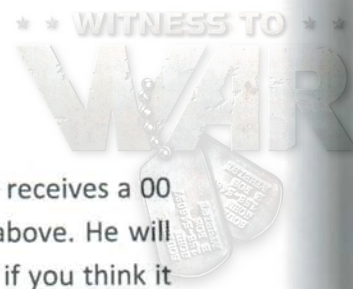 ★ ★ WITNESS TO ★ ★
WAR
receives a 00
above. He will
if you think it